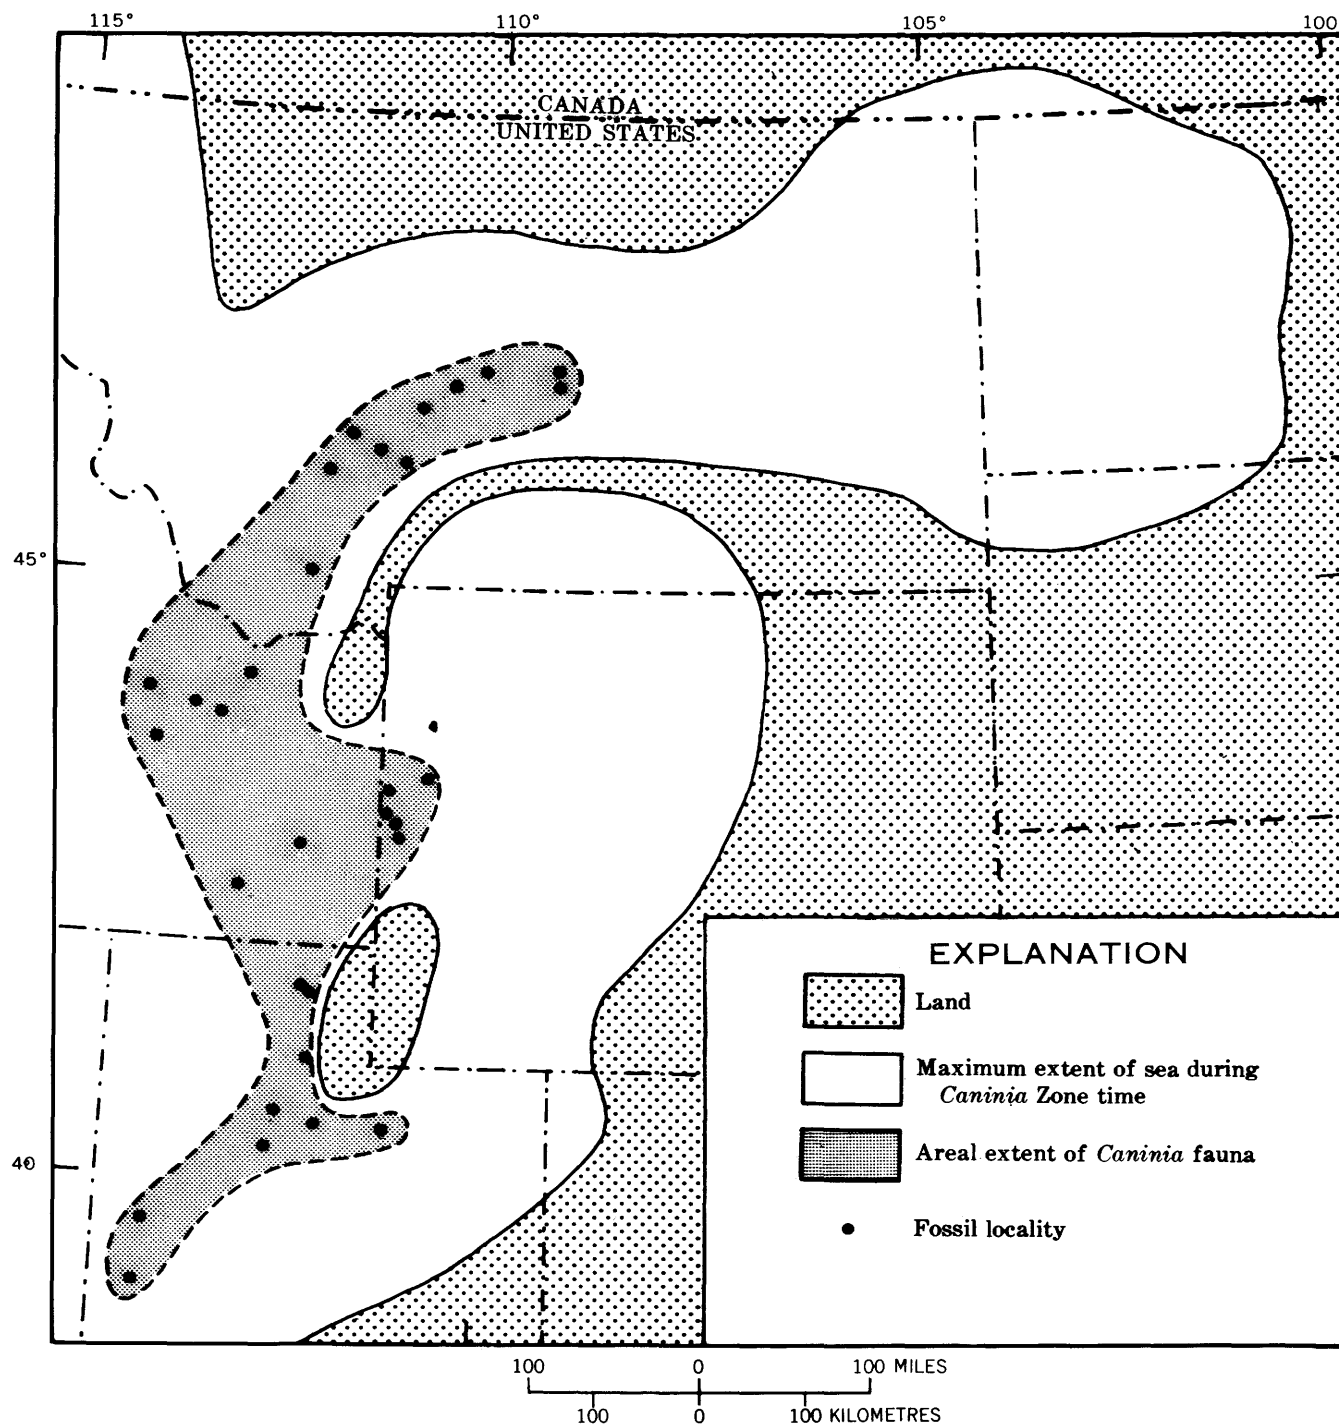 115°
110°
105°
100
CANADA
UNITED STATES
45°
40
EXPLANATION
Land
Maximum extent of sea during
Caninia Zone time
Areal extent of Caninia fauna
Fossil locality
100 0 100 MILES
100 0 100 KILOMETRES